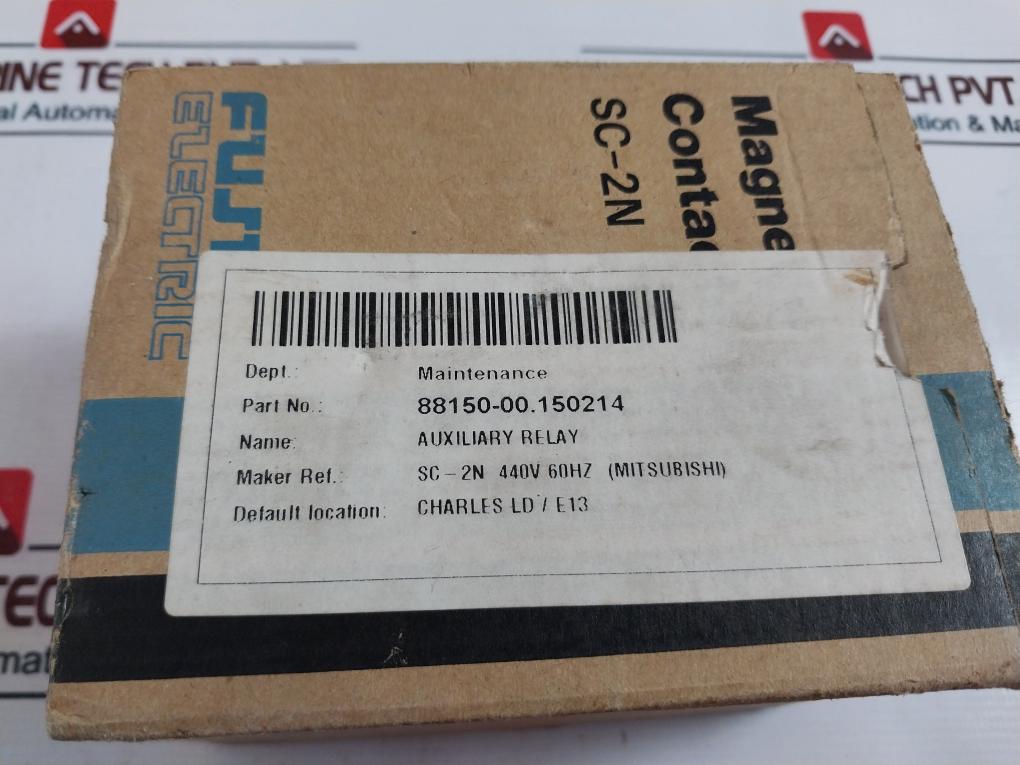 FUJI
ELECTRIC
SC-2N
Dept.: Maintenance
Part No.: 88150-00.150214
Name: AUXILIARY RELAY
Maker Ref.: SC - 2N 440V 60HZ (MITSUBISHI)
Default location: CHARLES LD / E13